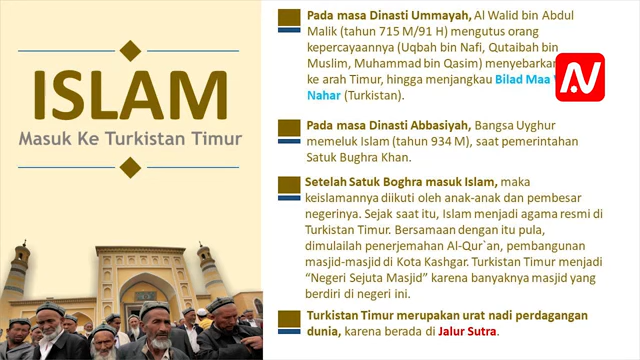 ISLAM
Masuk Ke Turkistan Timur
Pada masa Dinasti Ummayah, Al Walid bin Abdul
Malik (tahun 715 M/91 H) mengutus orang
kepercayaannya (Uqbah bin Nafi, Qutaibah bin
Muslim, Muhammad bin Qasim) menyebarkan
ke arah Timur, hingga menjangkau Bilad Maa
Nahar (Turkistan).
Pada masa Dinasti Abbasiyah, Bangsa Uyghur
memeluk Islam (tahun 934 M), saat pemerintahan
Satuk Bughra Khan.
Setelah Satuk Boghra masuk Islam, maka
keislamannya diikuti oleh anak-anak dan pembesar
negerinya. Sejak saat itu, Islam menjadi agama resmi di
Turkistan Timur. Bersamaan dengan itu pula,
dimulailah penerjemahan Al-Qur`an, pembangunan
masjid-masjid di Kota Kashgar. Turkistan Timur menjadi
“Negeri Sejuta Masjid” karena banyaknya masjid yang
berdiri di negeri ini.
Turkistan Timur merupakan urat nadi perdagangan
dunia, karena berada di Jalur Sutra.